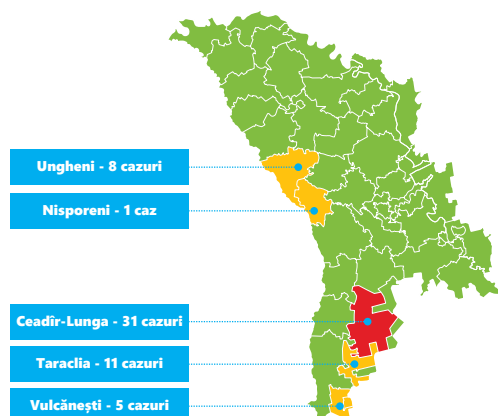 Ungheni - 8 cazuri
Nisporeni - 1 caz
Ceadîr-Lunga - 31 cazuri
Taraclia - 11 cazuri
Vulcănești - 5 cazuri